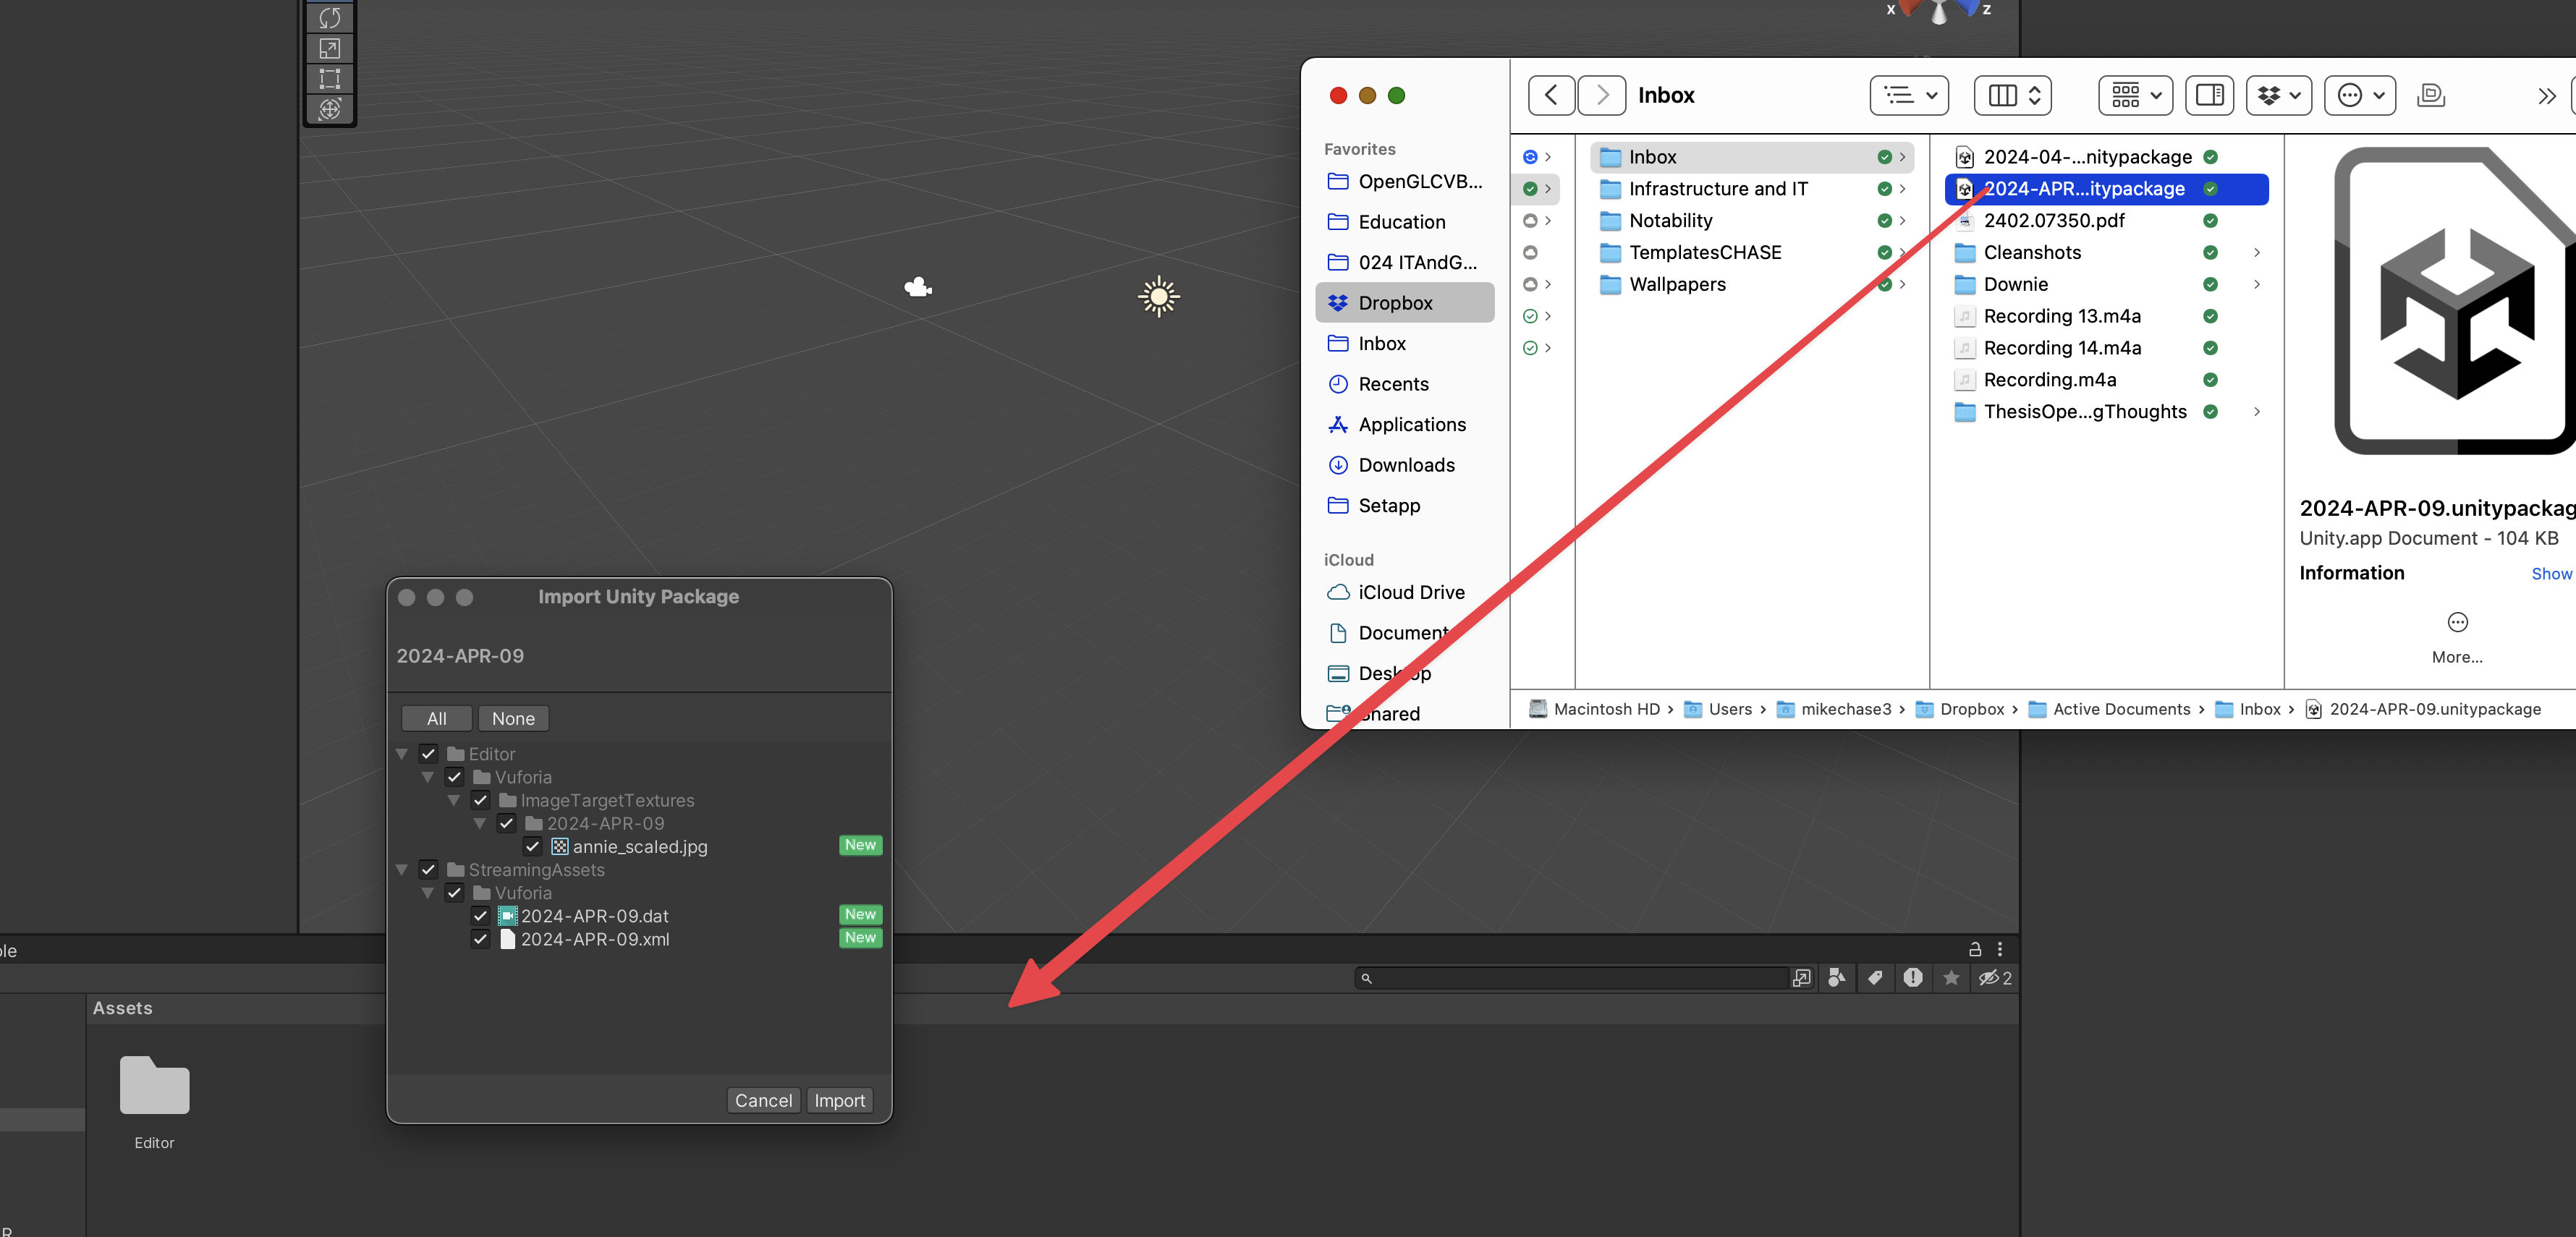 x
z
Inbox
Favorites
OpenGLCVB...
Education
024 ITAndG...
Dropbox
Inbox
Recents
Applications
Downloads
Setapp
iCloud
iCloud Drive
Document
Desktop
Shared
Inbox
Infrastructure and IT
Notability
TemplatesCHASE
Wallpapers
2024-04-...nitypackage
2024-APR...itypackage
2402.07350.pdf
Cleanshots
Downie
Recording 13.m4a
Recording 14.m4a
Recording.m4a
ThesisOpe...gThoughts
2024-APR-09.unitypackag
Unity.app Document - 104 KB
Information Show
More...
Macintosh HD › Users › mikechase3 › Dropbox › Active Documents › Inbox › 2024-APR-09.unitypackage
Import Unity Package
2024-APR-09
All None
Editor
Vuforia
ImageTargetTextures
2024-APR-09
annie_scaled.jpg New
StreamingAssets
Vuforia
2024-APR-09.dat New
2024-APR-09.xml New
Cancel Import
ole
2
Assets
Editor
R